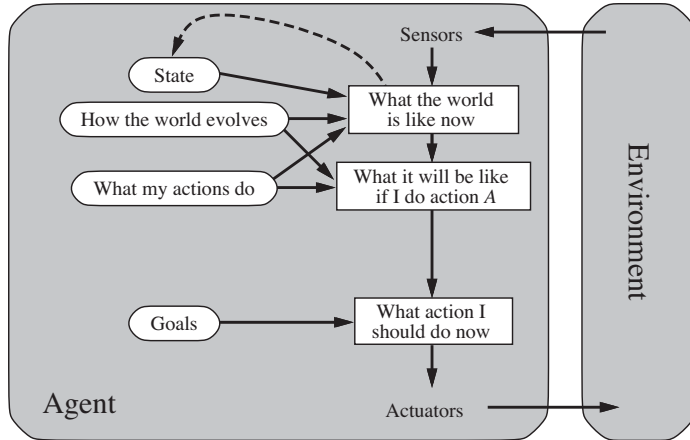 Sensors
State
What the world
is like now
How the world evolves
What my actions do
What it will be like
if I do action A
Environment
Goals
What action I
should do now
Agent
Actuators